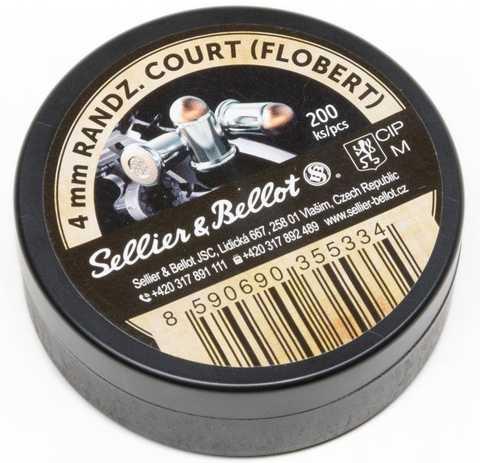 4 mm RANDZ. COURT (FLOBERT)
200
ks/pcs
CIP
M
Sellier & Bellot
Sellier & Bellot JSC, Lidická 667, 258 01 Vlašim, Czech Republic
+420 317 891 111 +420 317 892 489 www.sellier-bellot.cz
8 590690 355334